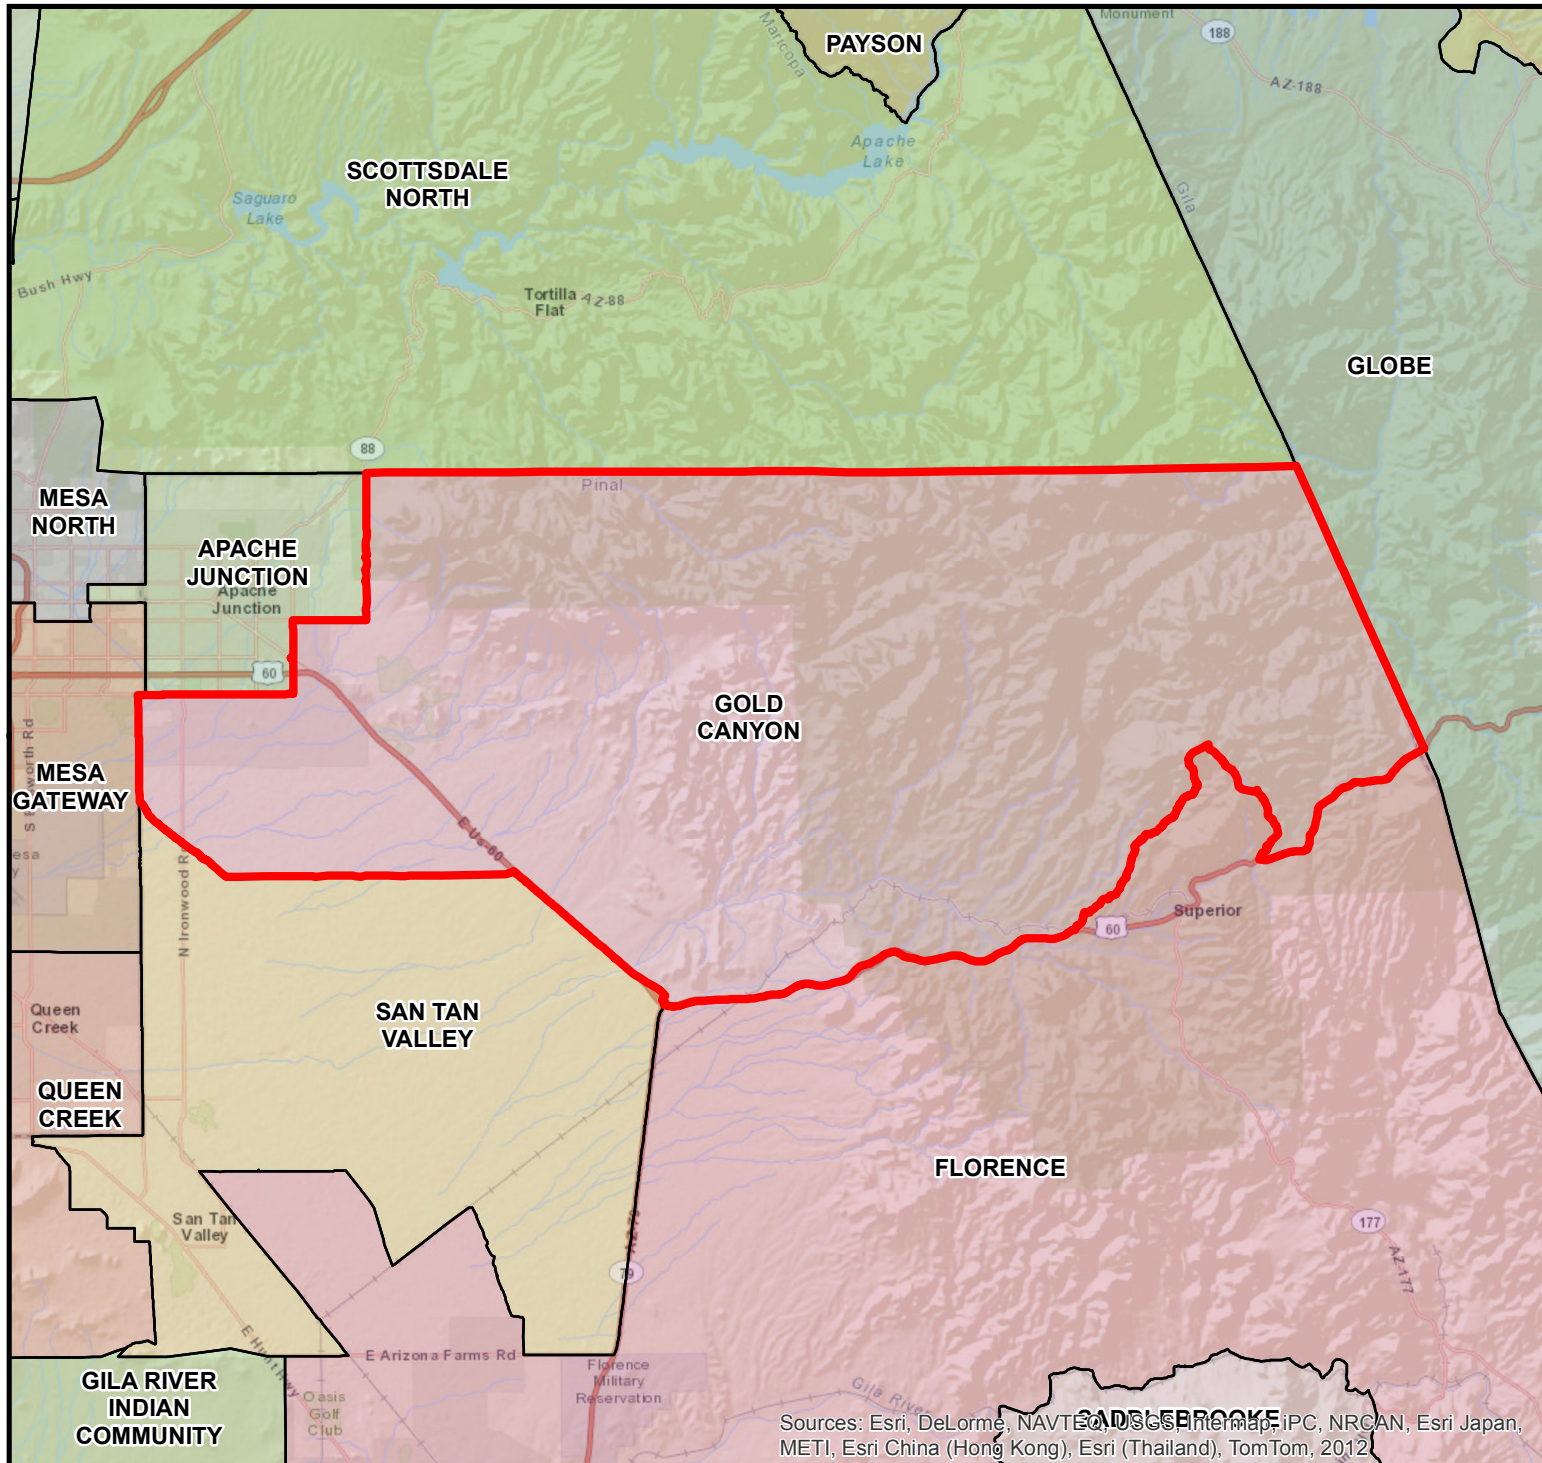 Monument
188
PAYSON
Maricopa
AZ-188
Apache
Lake
SCOTTSDALE
NORTH
Saguaro
Lake
Gila
Bush Hwy
Tortilla
Flat
AZ-88
GLOBE
88
Pinal
MESA
NORTH
APACHE
JUNCTION
Apache
Junction
60
GOLD
CANYON
MESA
GATEWAY
E US-60
N Ironwood R
Superior
60
Queen
Creek
SAN TAN
VALLEY
QUEEN
CREEK
FLORENCE
San Tan
Valley
177
AZ-177
79
E Hunt Hwy
E Arizona Farms Rd
Florence
Military
Reservation
GILA RIVER
INDIAN
COMMUNITY
Oasis
Golf
Club
Gila River
SADDLEBROOKE
Sources: Esri, DeLorme, NAVTEQ, USGS, Intermap, iPC, NRCAN, Esri Japan,
METI, Esri China (Hong Kong), Esri (Thailand), TomTom, 2012